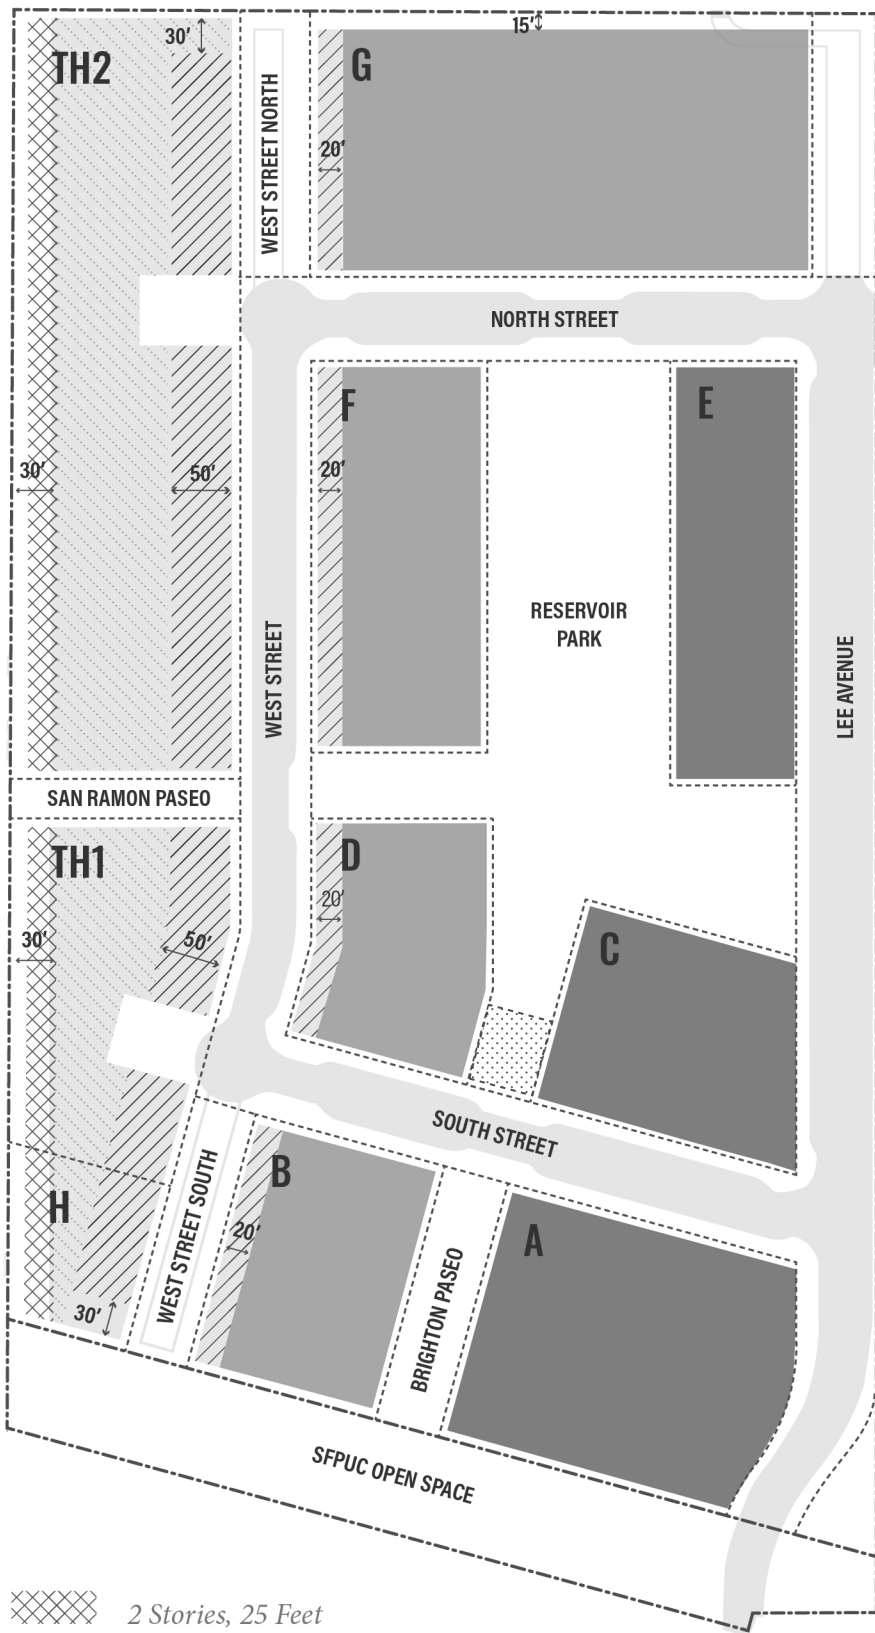 30′
15′
TH2
G
WEST STREET NORTH
20′
NORTH STREET
F
E
30′
50′
20′
RESERVOIR
PARK
WEST STREET
LEE AVENUE
SAN RAMON PASEO
TH1
D
20′
30′
50′
C
SOUTH STREET
B
H
WEST STREET SOUTH
20′
A
30′
BRIGHTON PASEO
SFPUC OPEN SPACE
2 Stories, 25 Feet